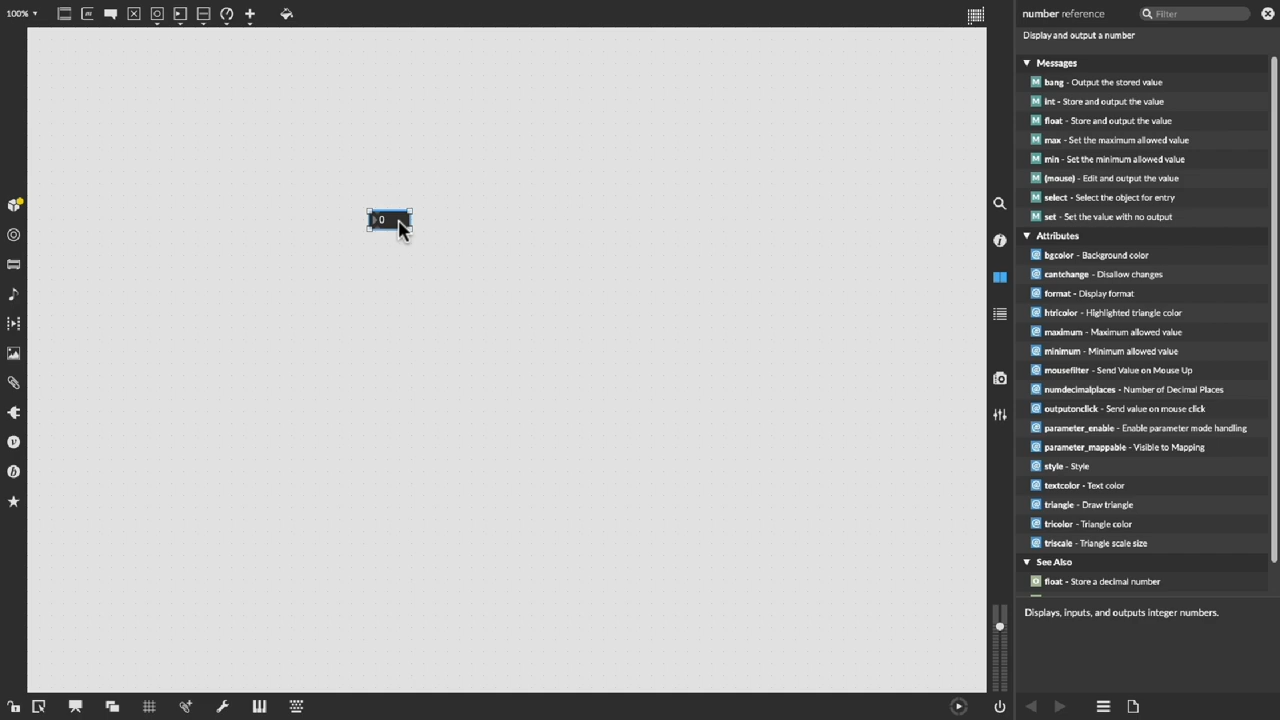 100%
number reference
Filter
Display and output a number
Messages
bang - Output the stored value
int - Store and output the value
float - Store and output the value
max - Set the maximum allowed value
min - Set the minimum allowed value
(mouse) - Edit and output the value
select - Select the object for entry
set - Set the value with no output
Attributes
bgcolor - Background color
cantchange - Disallow changes
format - Display format
htricolor - Highlighted triangle color
maximum - Maximum allowed value
minimum - Minimum allowed value
mousefilter - Send Value on Mouse Up
numdecimalplaces - Number of Decimal Places
outputonclick - Send value on mouse click
parameter_enable - Enable parameter mode handling
parameter_mappable - Visible to Mapping
style - Style
textcolor - Text color
triangle - Draw triangle
tricolor - Triangle color
triscale - Triangle scale size
See Also
float - Store a decimal number
Displays, inputs, and outputs integer numbers.
0